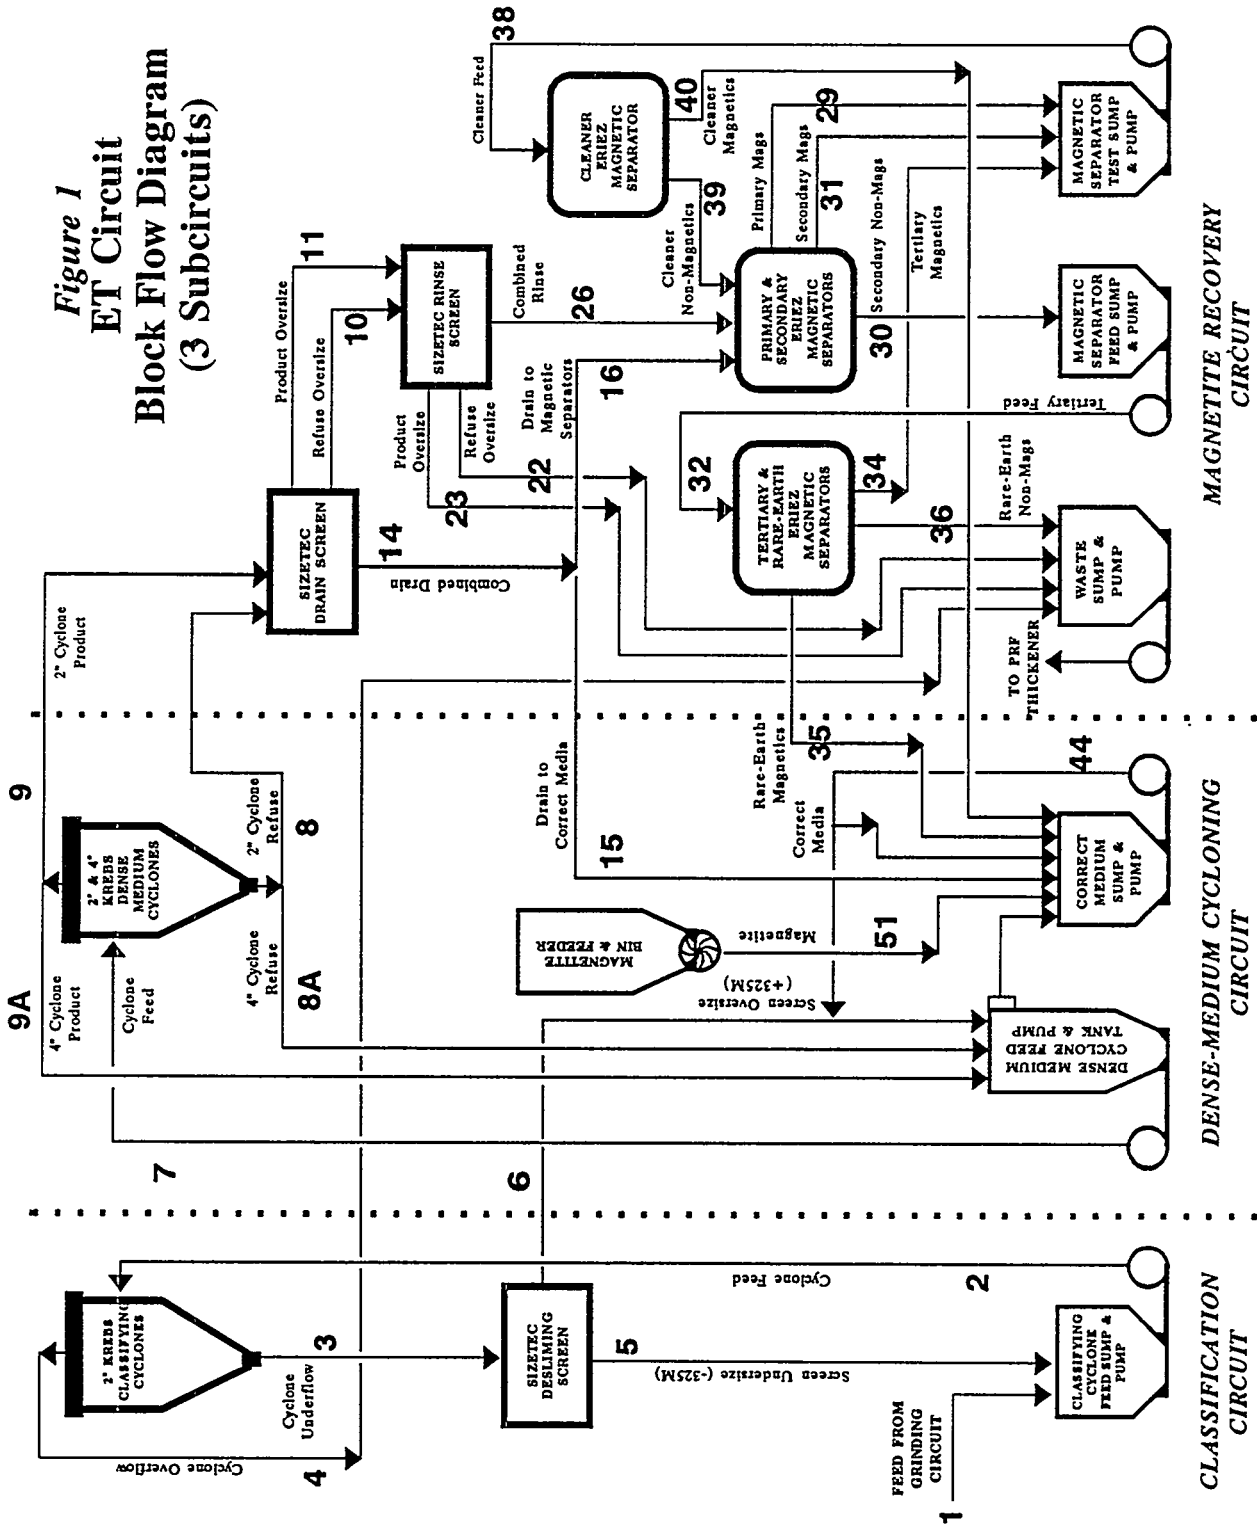 Figure 1
ET Circuit
Block Flow Diagram
(3 Subcircuits)
1
FEED FROM
GRINDING
CIRCUIT
CLASSIFYING
CYCLONE
FEED SUMP &
PUMP
2
Cyclone Feed
2" KREBS
CLASSIFYING
CYCLONES
Cyclone Overflow
4
Cyclone
Underflow
3
SIZETEC
DESLIMING
SCREEN
5
Screen Undersize (-325M)
CLASSIFICATION
CIRCUIT
6
Screen Oversize
(+325M)
7
Cyclone
Feed
9A
4" Cyclone
Product
9
2" Cyclone
Product
2" & 4"
KREBS
DENSE
MEDIUM
CYCLONES
4" Cyclone
Refuse
8A
2" Cyclone
Refuse
8
MAGNETITE
BIN & FEEDER
Magnetite
51
DENSE MEDIUM
CYCLONE FEED
TANK & PUMP
Drain to
Correct Media
15
Correct
Media
Rare-Earth
Magnetics
35
44
CORRECT
MEDIUM
SUMP &
PUMP
DENSE-MEDIUM CYCLONING
CIRCUIT
SIZETEC
DRAIN SCREEN
Product Oversize
11
Refuse Oversize
10
14
Combined Drain
SIZETEC RINSE
SCREEN
Product
Oversize
23
Refuse
Oversize
22
Combined
Rinse
26
Drain to
Magnetic
Separators
16
Cleaner Feed
38
CLEANER
ERIEZ
MAGNETIC
SEPARATOR
40
Cleaner
Magnetics
39
Cleaner
Non-Magnetics
PRIMARY &
SECONDARY
ERIEZ
MAGNETIC
SEPARATORS
Primary Mags
29
Secondary Mags
31
30
Secondary Non-Mags
32
Tertiary Feed
TERTIARY &
RARE-EARTH
ERIEZ
MAGNETIC
SEPARATORS
34
Tertiary
Magnetics
36
Rare-Earth
Non-Mags
TO PRF
THICKENER
WASTE
SUMP &
PUMP
MAGNETIC
SEPARATOR
FEED SUMP
& PUMP
MAGNETIC
SEPARATOR
TEST SUMP
& PUMP
MAGNETITE RECOVERY
CIRCUIT